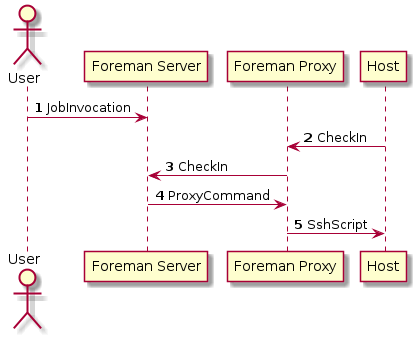 User
Foreman Server
Foreman Proxy
Host
1 JobInvocation
2 CheckIn
3 CheckIn
4 ProxyCommand
5 SshScript
User
Foreman Server
Foreman Proxy
Host